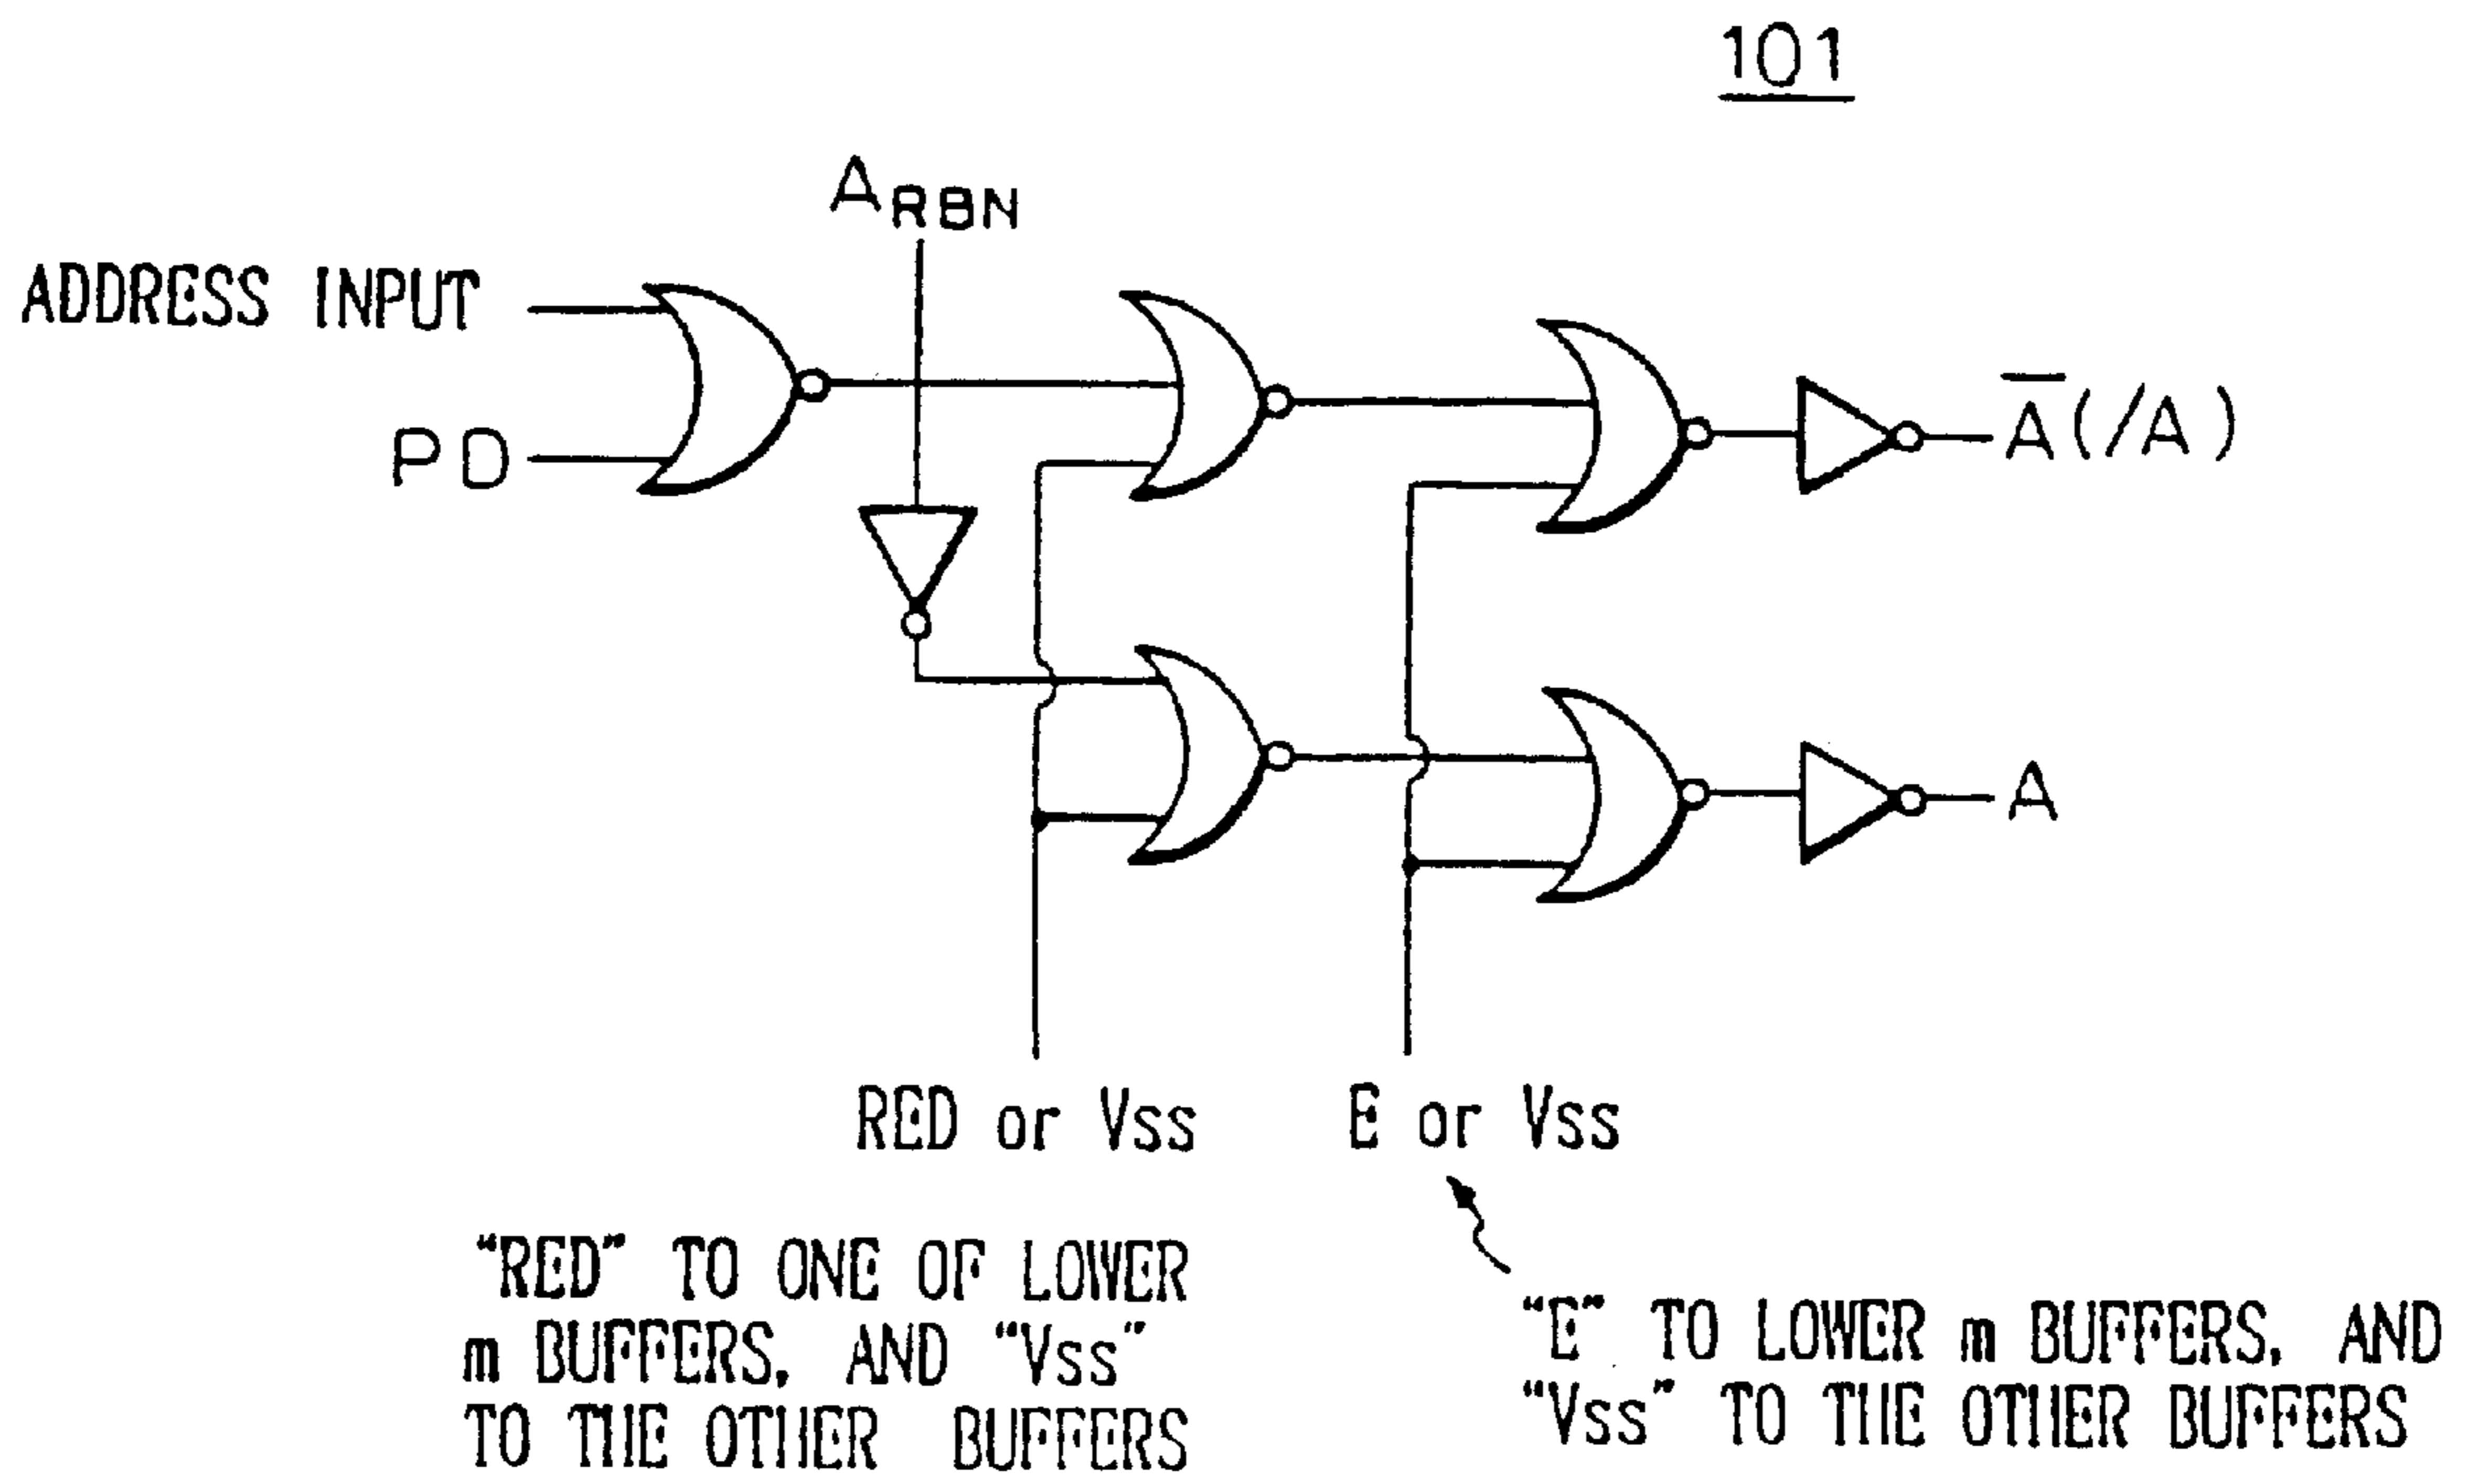 101
ARBN
ADDRESS INPUT
PD
A(/A)
A
RED or Vss
E or Vss
"RED" TO ONE OF LOWER
m BUFFERS, AND "Vss"
TO THE OTHER BUFFERS
"E" TO LOWER m BUFFERS, AND
"Vss" TO THE OTHER BUFFERS